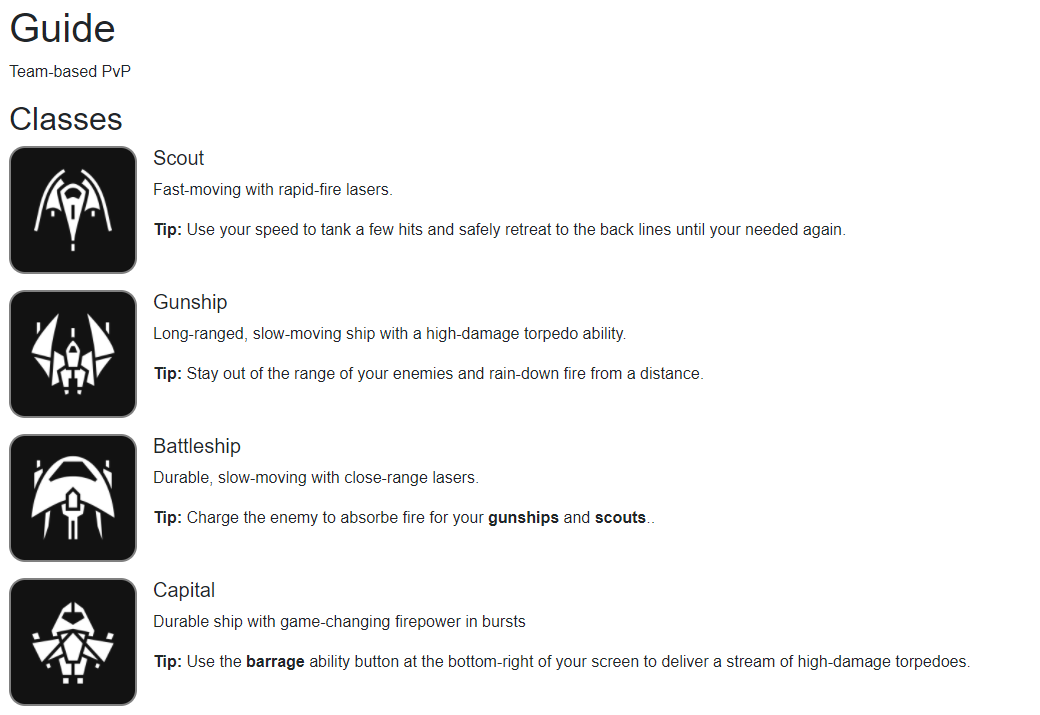 Guide
Team-based PvP
Classes
Scout
Fast-moving with rapid-fire lasers.
Tip: Use your speed to tank a few hits and safely retreat to the back lines until your needed again.
Gunship
Long-ranged, slow-moving ship with a high-damage torpedo ability.
Tip: Stay out of the range of your enemies and rain-down fire from a distance.
Battleship
Durable, slow-moving with close-range lasers.
Tip: Charge the enemy to absorbe fire for your gunships and scouts..
Capital
Durable ship with game-changing firepower in bursts
Tip: Use the barrage ability button at the bottom-right of your screen to deliver a stream of high-damage torpedoes.